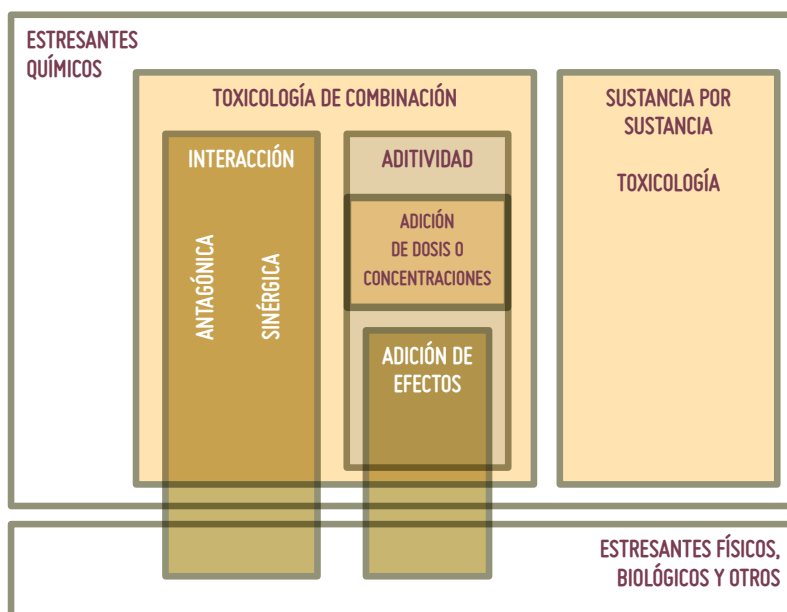 ESTRESANTES
QUÍMICOS
TOXICOLOGÍA DE COMBINACIÓN
INTERACCIÓN
ANTAGÓNICA
SINÉRGICA
ADITIVIDAD
ADICIÓN
DE DOSIS O
CONCENTRACIONES
ADICIÓN DE
EFECTOS
SUSTANCIA POR
SUSTANCIA
TOXICOLOGÍA
ESTRESANTES FÍSICOS,
BIOLÓGICOS Y OTROS